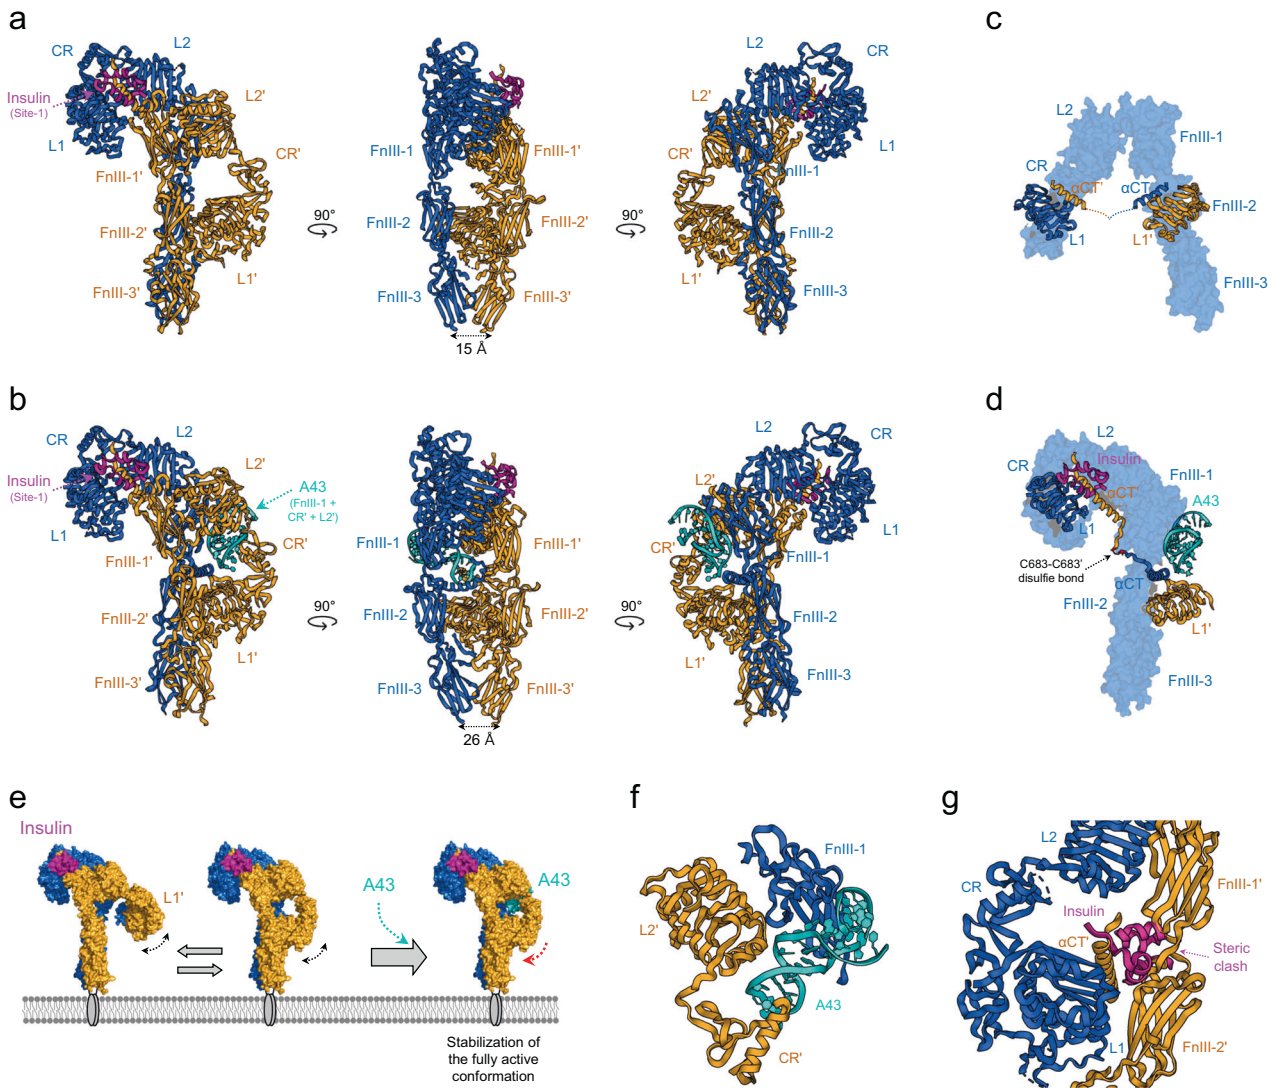 a
CR
L2
Insulin
(Site-1)
L2'
L1
CR'
FnIII-1'
FnIII-2'
L1'
FnIII-3'
90°
FnIII-1
FnIII-1'
FnIII-2
FnIII-2'
FnIII-3
FnIII-3'
15 Å
90°
L2
CR
L2'
CR'
L1
FnIII-1
FnIII-2
L1'
FnIII-3
c
L2
FnIII-1
CR
αCT'
αCT
FnIII-2
L1
L1'
FnIII-3
b
CR
L2
L2'
Insulin
(Site-1)
A43
(FnIII-1 +
CR' + L2')
L1
CR'
FnIII-1'
FnIII-2'
L1'
FnIII-3'
90°
FnIII-1
FnIII-1'
FnIII-2
FnIII-2'
FnIII-3
FnIII-3'
26 Å
90°
L2
CR
L2'
L1
CR'
FnIII-1
FnIII-2
L1'
FnIII-3
d
L2
CR
Insulin
FnIII-1
αCT'
A43
L1
C683-C683'
disulfie bond
αCT
FnIII-2
L1'
FnIII-3
e
Insulin
L1'
A43
A43
Stabilization of
the fully active
conformation
f
FnIII-1
L2'
A43
CR'
g
L2
CR
FnIII-1'
Insulin
αCT'
Steric
clash
L1
FnIII-2'